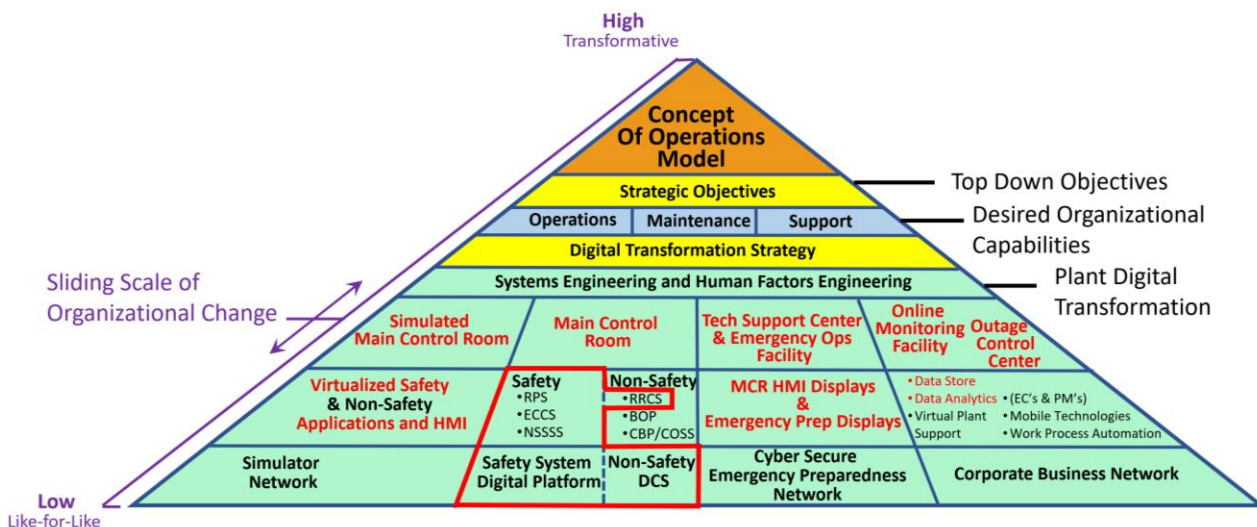 High
Transformative
Concept
Of Operations
Model
Strategic Objectives
Top Down Objectives
Operations
Maintenance
Support
Desired Organizational
Capabilities
Digital Transformation Strategy
Systems Engineering and Human Factors Engineering
Plant Digital
Transformation
Sliding Scale of
Organizational Change
Simulated
Main Control Room
Main Control
Room
Tech Support Center
& Emergency Ops
Facility
Online
Monitoring
Facility
Outage
Control
Center
Virtualized Safety
& Non-Safety
Applications and HMI
Safety
•RPS
•ECCS
•NSSSS
Non-Safety
•RRCS
•BOP
•CBP/COSS
MCR HMI Displays
&
Emergency Prep Displays
•Data Store
•Data Analytics
•Virtual Plant
Support
•(EC's & PM's)
•Mobile Technologies
•Work Process Automation
Simulator
Network
Safety System
Digital Platform
Non-Safety
DCS
Cyber Secure
Emergency Preparedness
Network
Corporate Business Network
Low
Like-for-Like